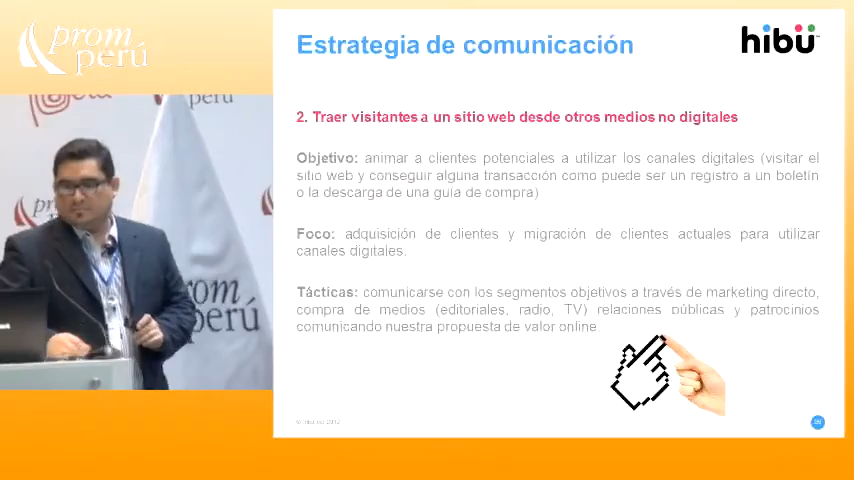 prom
perú
Estrategia de comunicación
hibü
perú
2. Traer visitantes a un sitio web desde otros medios no digitales
Objetivo: animar a clientes potenciales a utilizar los canales digitales (visitar el
sitio web y conseguir alguna transacción como puede ser un registro a un boletín
o la descarga de una guía de compra)
Foco: adquisición de clientes y migración de clientes actuales para utilizar
canales digitales.
Tácticas: comunicarse con los segmentos objetivos a través de marketing directo,
compra de medios (editoriales, radio, TV) relaciones públicas y patrocinios
comunicando nuestra propuesta de valor online
prom
perú